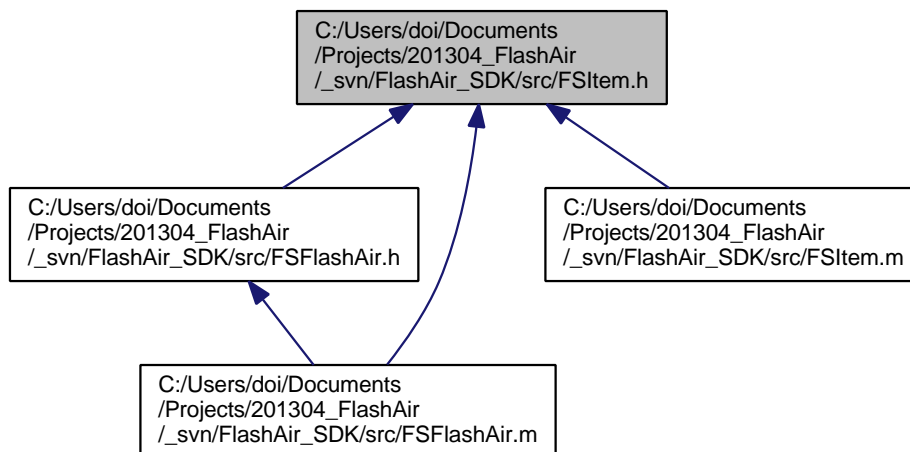 C:/Users/doi/Documents
/Projects/201304_FlashAir
/_svn/FlashAir_SDK/src/FSItem.h
C:/Users/doi/Documents
/Projects/201304_FlashAir
/_svn/FlashAir_SDK/src/FSFlashAir.h
C:/Users/doi/Documents
/Projects/201304_FlashAir
/_svn/FlashAir_SDK/src/FSItem.m
C:/Users/doi/Documents
/Projects/201304_FlashAir
/_svn/FlashAir_SDK/src/FSFlashAir.m